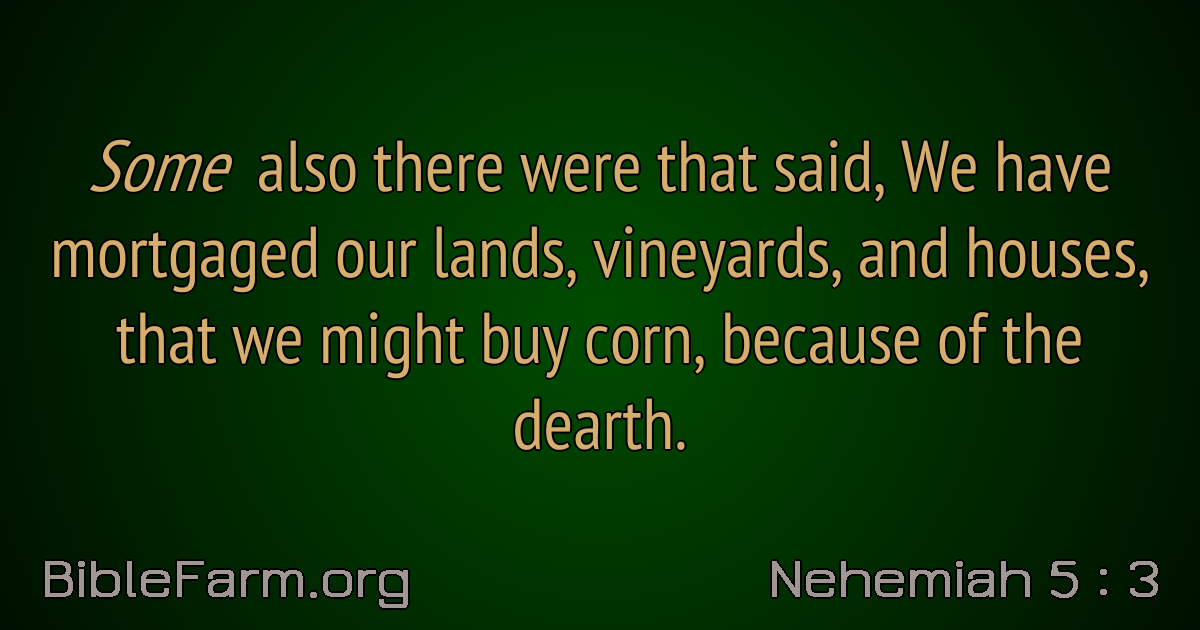 Some also there were that said, We have
mortgaged our lands, vineyards, and houses,
that we might buy corn, because of the
dearth.
BibleFarm.org
Nehemiah 5 : 3